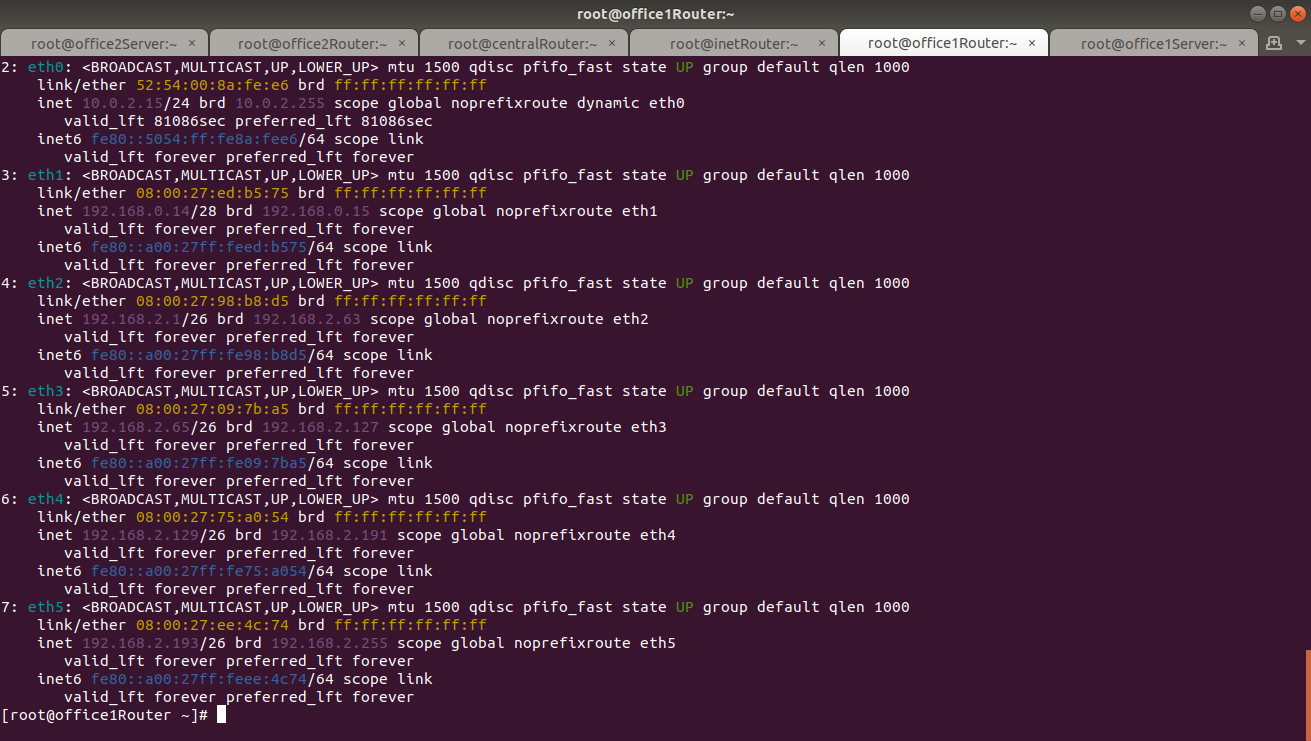 root@office1Router:~
root@office2Server:~ × root@office2Router:~ × root@centralRouter:~ × root@inetRouter:~ × root@office1Router:~ × root@office1Server:~ ×
2: eth0: <BROADCAST,MULTICAST,UP,LOWER_UP> mtu 1500 qdisc pfifo_fast state UP group default qlen 1000
    link/ether 52:54:00:8a:fe:e6 brd ff:ff:ff:ff:ff:ff
    inet 10.0.2.15/24 brd 10.0.2.255 scope global noprefixroute dynamic eth0
       valid_lft 81086sec preferred_lft 81086sec
    inet6 fe80::5054:ff:fe8a:fee6/64 scope link
       valid_lft forever preferred_lft forever
3: eth1: <BROADCAST,MULTICAST,UP,LOWER_UP> mtu 1500 qdisc pfifo_fast state UP group default qlen 1000
    link/ether 08:00:27:ed:b5:75 brd ff:ff:ff:ff:ff:ff
    inet 192.168.0.14/28 brd 192.168.0.15 scope global noprefixroute eth1
       valid_lft forever preferred_lft forever
    inet6 fe80::a00:27ff:feed:b575/64 scope link
       valid_lft forever preferred_lft forever
4: eth2: <BROADCAST,MULTICAST,UP,LOWER_UP> mtu 1500 qdisc pfifo_fast state UP group default qlen 1000
    link/ether 08:00:27:98:b8:d5 brd ff:ff:ff:ff:ff:ff
    inet 192.168.2.1/26 brd 192.168.2.63 scope global noprefixroute eth2
       valid_lft forever preferred_lft forever
    inet6 fe80::a00:27ff:fe98:b8d5/64 scope link
       valid_lft forever preferred_lft forever
5: eth3: <BROADCAST,MULTICAST,UP,LOWER_UP> mtu 1500 qdisc pfifo_fast state UP group default qlen 1000
    link/ether 08:00:27:09:7b:a5 brd ff:ff:ff:ff:ff:ff
    inet 192.168.2.65/26 brd 192.168.2.127 scope global noprefixroute eth3
       valid_lft forever preferred_lft forever
    inet6 fe80::a00:27ff:fe09:7ba5/64 scope link
       valid_lft forever preferred_lft forever
6: eth4: <BROADCAST,MULTICAST,UP,LOWER_UP> mtu 1500 qdisc pfifo_fast state UP group default qlen 1000
    link/ether 08:00:27:75:a0:54 brd ff:ff:ff:ff:ff:ff
    inet 192.168.2.129/26 brd 192.168.2.191 scope global noprefixroute eth4
       valid_lft forever preferred_lft forever
    inet6 fe80::a00:27ff:fe75:a054/64 scope link
       valid_lft forever preferred_lft forever
7: eth5: <BROADCAST,MULTICAST,UP,LOWER_UP> mtu 1500 qdisc pfifo_fast state UP group default qlen 1000
    link/ether 08:00:27:ee:4c:74 brd ff:ff:ff:ff:ff:ff
    inet 192.168.2.193/26 brd 192.168.2.255 scope global noprefixroute eth5
       valid_lft forever preferred_lft forever
    inet6 fe80::a00:27ff:feee:4c74/64 scope link
       valid_lft forever preferred_lft forever
[root@office1Router ~]#